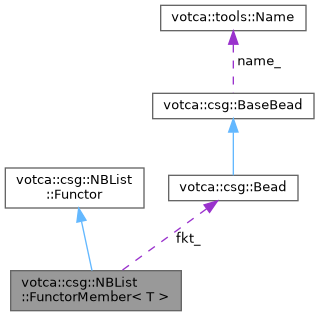 votca::tools::Name
name_
votca::csg::BaseBead
votca::csg::NBList
::Functor
votca::csg::Bead
fkt_
votca::csg::NBList
::FunctorMember< T >